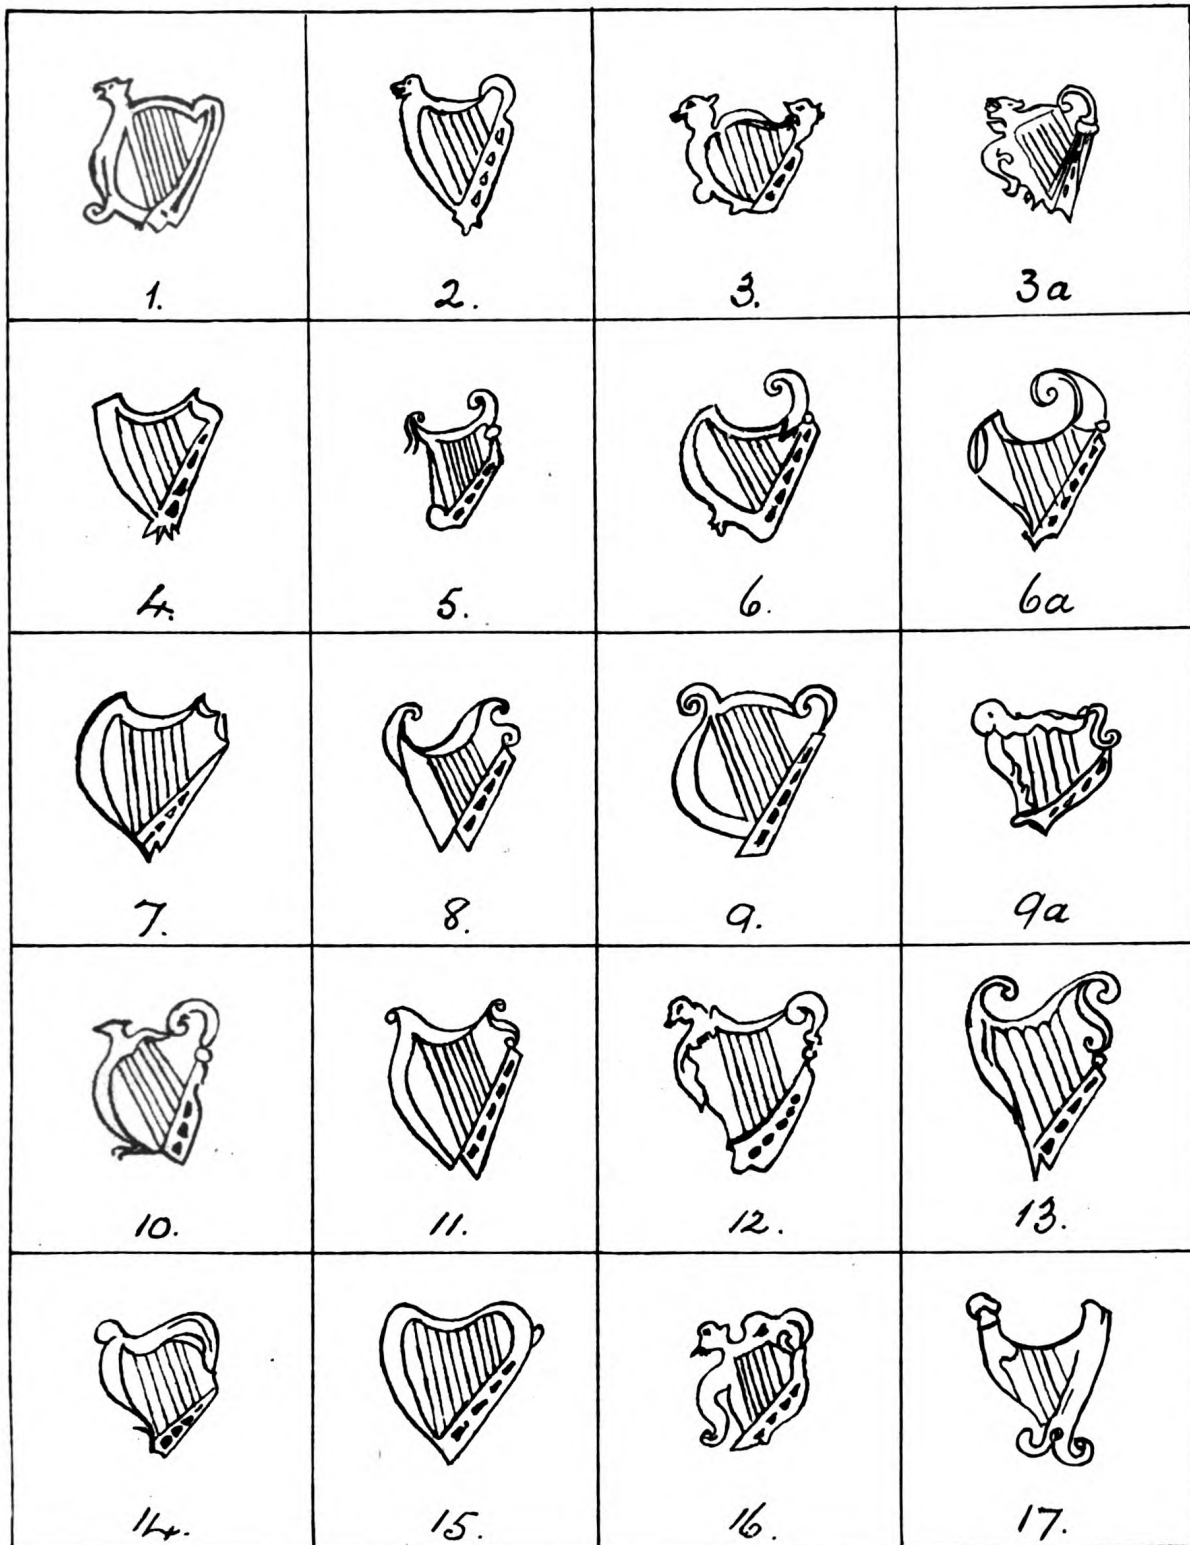 1. 2. 3. 3a
4. 5. 6. 6a
7. 8. 9. 9a
10. 11. 12. 13.
14. 15. 16. 17.